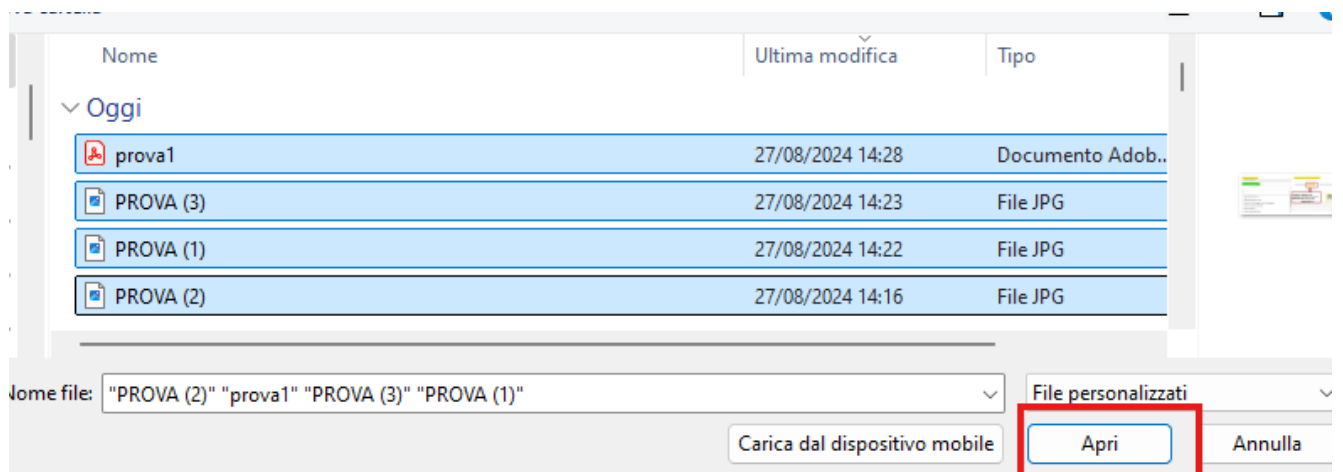 Nome Ultima modifica Tipo
Oggi
prova1 27/08/2024 14:28 Documento Adob..
PROVA (3) 27/08/2024 14:23 File JPG
PROVA (1) 27/08/2024 14:22 File JPG
PROVA (2) 27/08/2024 14:16 File JPG
Nome file: "PROVA (2)" "prova1" "PROVA (3)" "PROVA (1)" File personalizzati
Carica dal dispositivo mobile Apri Annulla